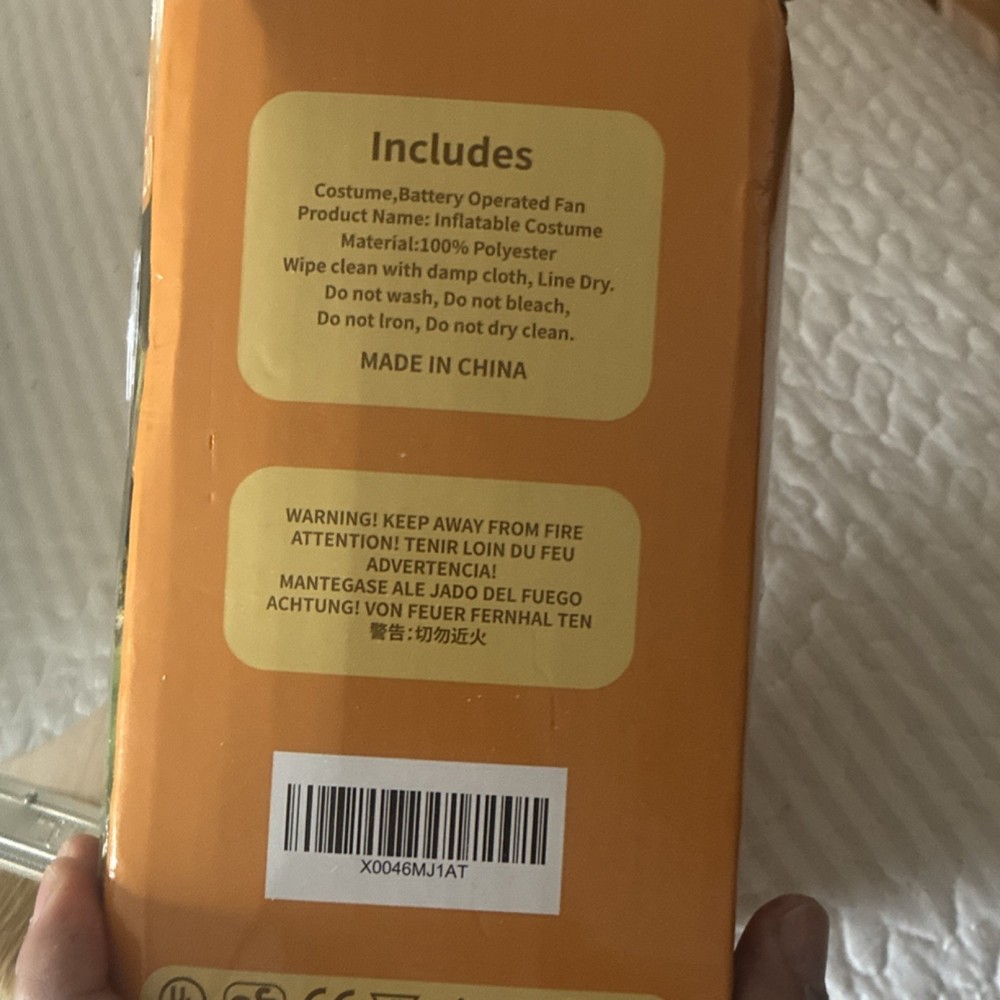 Includes
Costume,Battery Operated Fan
Product Name: Inflatable Costume
Material:100% Polyester
Wipe clean with damp cloth, Line Dry.
Do not wash, Do not bleach,
Do not lron, Do not dry clean.
MADE IN CHINA
WARNING! KEEP AWAY FROM FIRE
ATTENTION! TENIR LOIN DU FEU
ADVERTENCIA!
MANTEGASE ALE JADO DEL FUEGO
ACHTUNG! VON FEUER FERNHAL TEN
警告:切勿近火
X0046MJ1AT